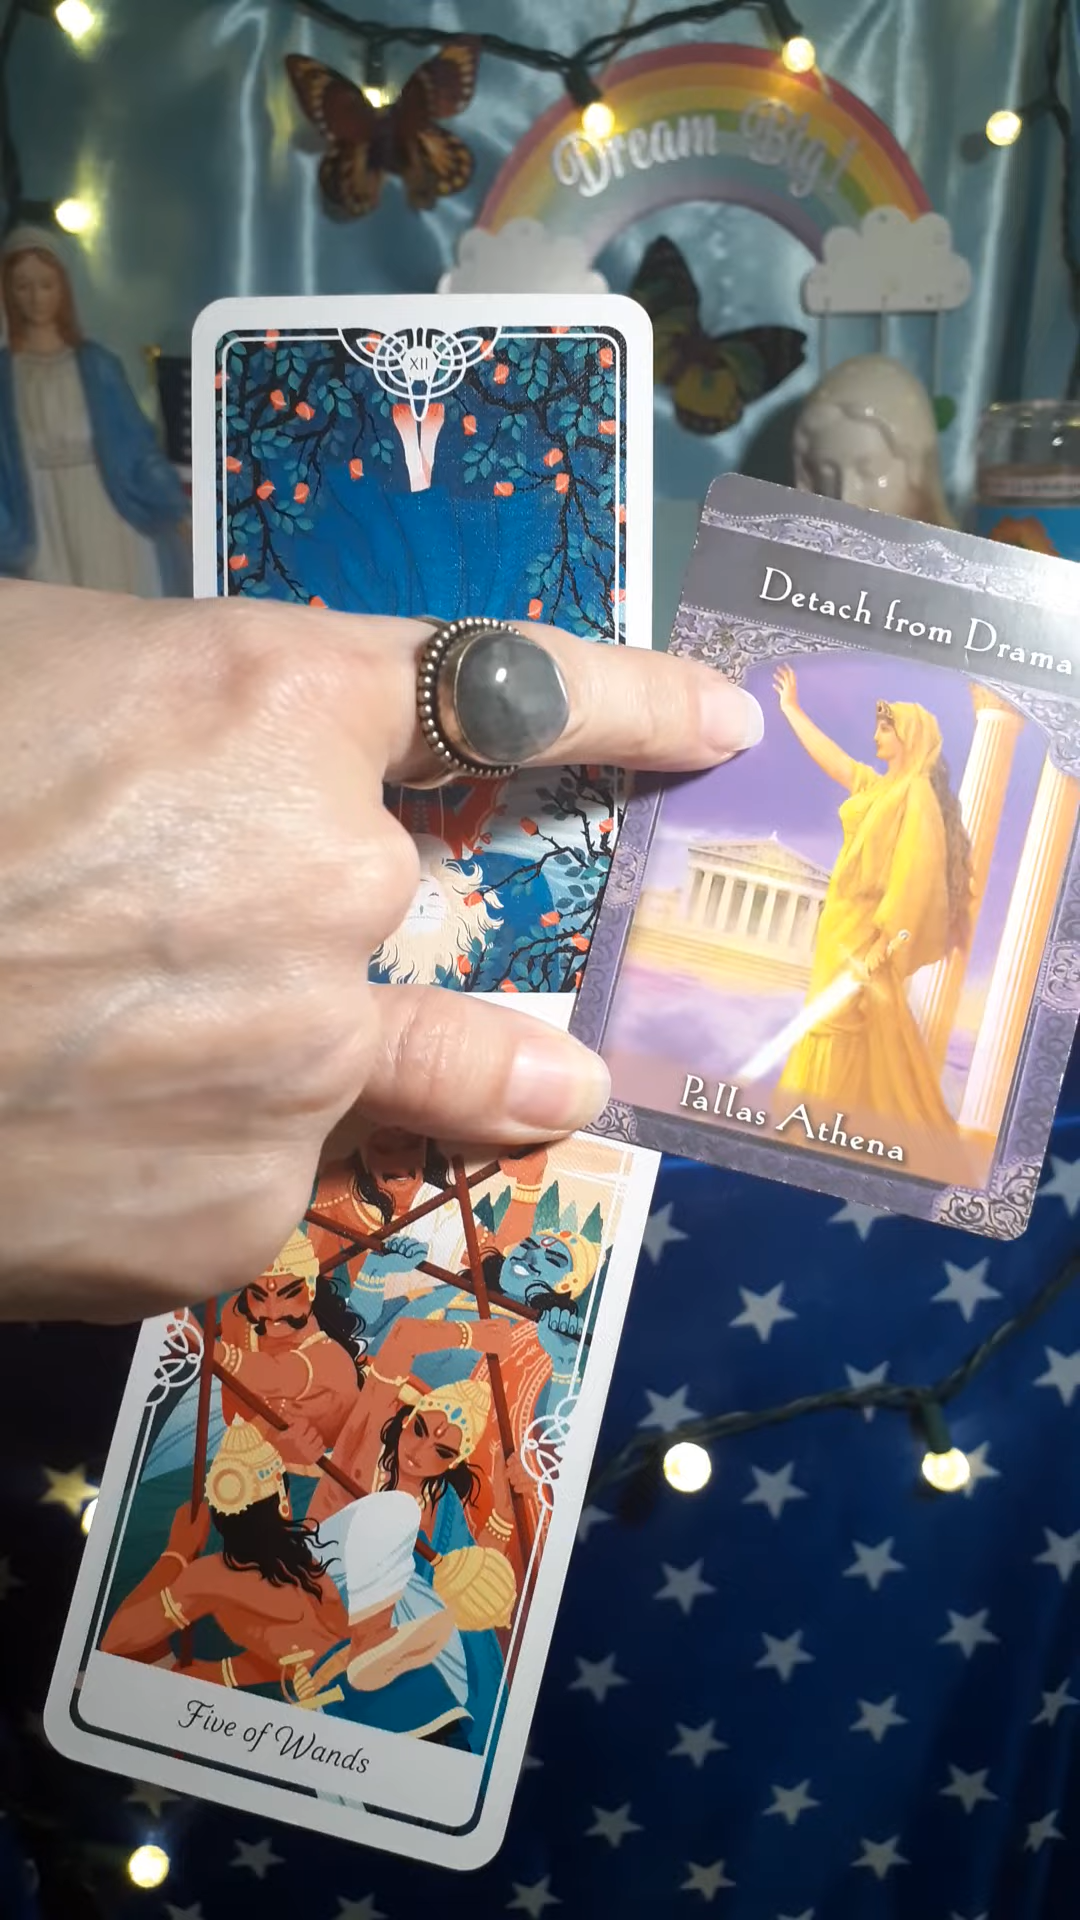 Dream Big!
XII
Detach from Drama
Pallas Athena
Five of Wands